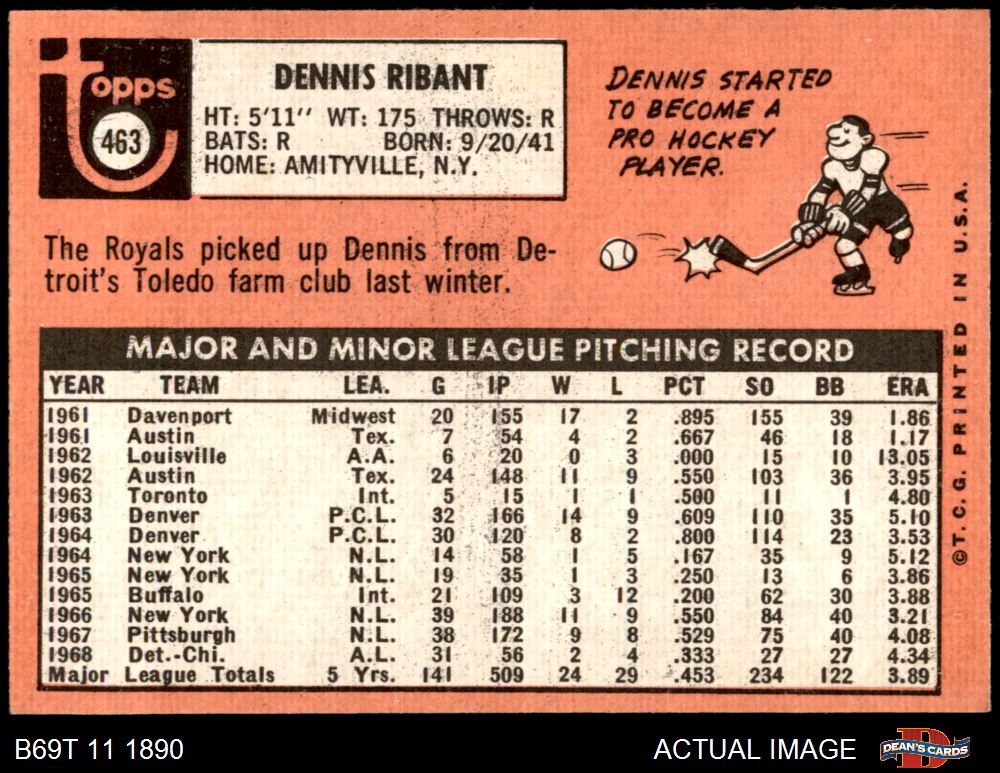 Topps
463
DENNIS RIBANT
HT: 5'11" WT: 175 THROWS: R
BATS: R BORN: 9/20/41
HOME: AMITYVILLE, N.Y.
DENNIS STARTED
TO BECOME A
PRO HOCKEY
PLAYER.
The Royals picked up Dennis from De-
troit's Toledo farm club last winter.
MAJOR AND MINOR LEAGUE PITCHING RECORD
YEAR TEAM LEA. G IP W L PCT SO BB ERA
1961 Davenport Midwest 20 155 17 2 .895 155 39 1.86
1961 Austin Tex. 7 54 4 2 .667 46 18 1.17
1962 Louisville A.A. 6 20 0 3 .000 15 10 13.05
1962 Austin Tex. 24 148 11 9 .550 103 36 3.95
1963 Toronto Int. 5 15 1 1 .500 11 1 4.80
1963 Denver P.C.L. 32 166 14 9 .609 110 35 5.10
1964 Denver P.C.L. 30 120 8 2 .800 114 23 3.53
1964 New York N.L. 14 58 1 5 .167 35 9 5.12
1965 New York N.L. 19 35 1 3 .250 13 6 3.86
1965 Buffalo Int. 21 109 3 12 .200 62 30 3.88
1966 New York N.L. 39 188 11 9 .550 84 40 3.21
1967 Pittsburgh N.L. 38 172 9 8 .529 75 40 4.08
1968 Det.-Chi. A.L. 31 56 2 4 .333 27 27 4.34
Major League Totals 5 Yrs. 141 509 24 29 .453 234 122 3.89
©T. C. G. PRINTED IN U.S.A.
B69T 11 1890
ACTUAL IMAGE
DEAN'S CARDS